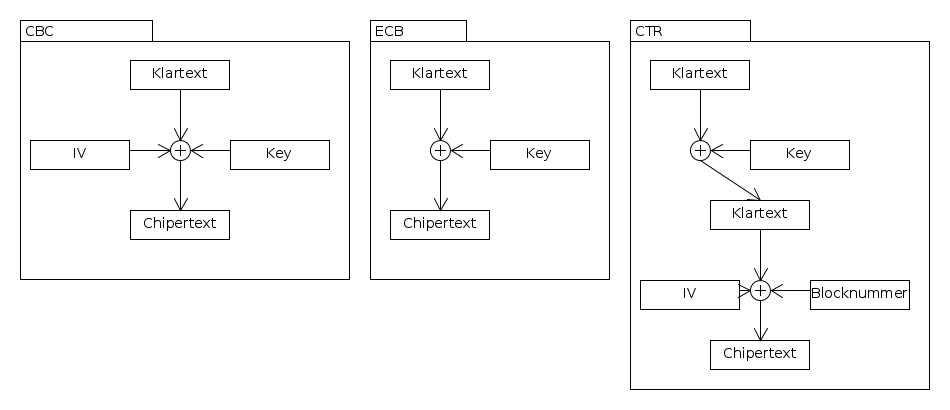 CBC
Klartext
IV
Key
Chipertext
ECB
Klartext
Key
Chipertext
CTR
Klartext
Key
Klartext
IV
Blocknummer
Chipertext